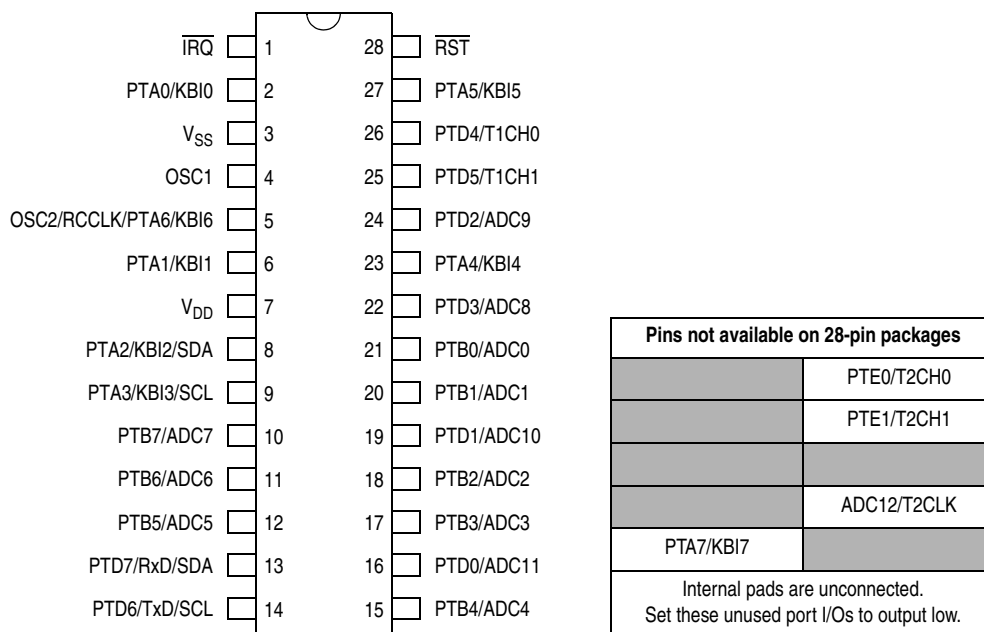 IRQ 1 28 RST
PTA0/KBI0 2 27 PTA5/KBI5
VSS 3 26 PTD4/T1CH0
OSC1 4 25 PTD5/T1CH1
OSC2/RCCLK/PTA6/KBI6 5 24 PTD2/ADC9
PTA1/KBI1 6 23 PTA4/KBI4
VDD 7 22 PTD3/ADC8
PTA2/KBI2/SDA 8 21 PTB0/ADC0
PTA3/KBI3/SCL 9 20 PTB1/ADC1
PTB7/ADC7 10 19 PTD1/ADC10
PTB6/ADC6 11 18 PTB2/ADC2
PTB5/ADC5 12 17 PTB3/ADC3
PTD7/RxD/SDA 13 16 PTD0/ADC11
PTD6/TxD/SCL 14 15 PTB4/ADC4
Pins not available on 28-pin packages
PTE0/T2CH0
PTE1/T2CH1
ADC12/T2CLK
PTA7/KBI7
Internal pads are unconnected.
Set these unused port I/Os to output low.